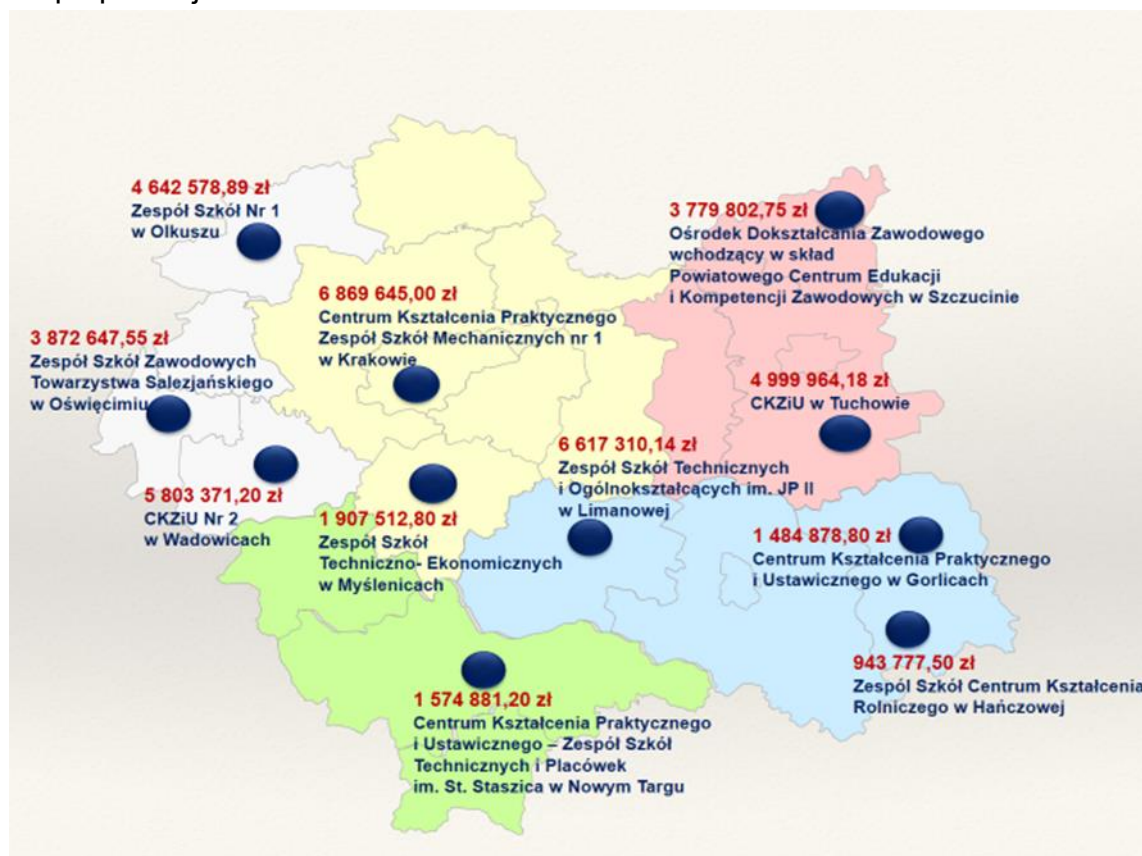 4 642 578,89 zł
Zespół Szkół Nr 1
w Olkuszu
3 779 802,75 zł
Ośrodek Dokształcania Zawodowego
wchodzący w skład
Powiatowego Centrum Edukacji
i Kompetencji Zawodowych w Szczucinie
6 869 645,00 zł
Centrum Kształcenia Praktycznego
Zespół Szkół Mechanicznych nr 1
w Krakowie
3 872 647,55 zł
Zespół Szkół Zawodowych
Towarzystwa Salezjańskiego
w Oświęcimiu
4 999 964,18 zł
CKZiU w Tuchowie
6 617 310,14 zł
Zespół Szkół Technicznych
i Ogólnokształcących im. JP II
w Limanowej
5 803 371,20 zł
CKZiU Nr 2
w Wadowicach
1 907 512,80 zł
Zespół Szkół
Techniczno- Ekonomicznych
w Myślenicach
1 484 878,80 zł
Centrum Kształcenia Praktycznego
i Ustawicznego w Gorlicach
943 777,50 zł
Zespół Szkół Centrum Kształcenia
Rolniczego w Hańczowej
1 574 881,20 zł
Centrum Kształcenia Praktycznego
i Ustawicznego – Zespół Szkół
Technicznych i Placówek
im. St. Staszica w Nowym Targu